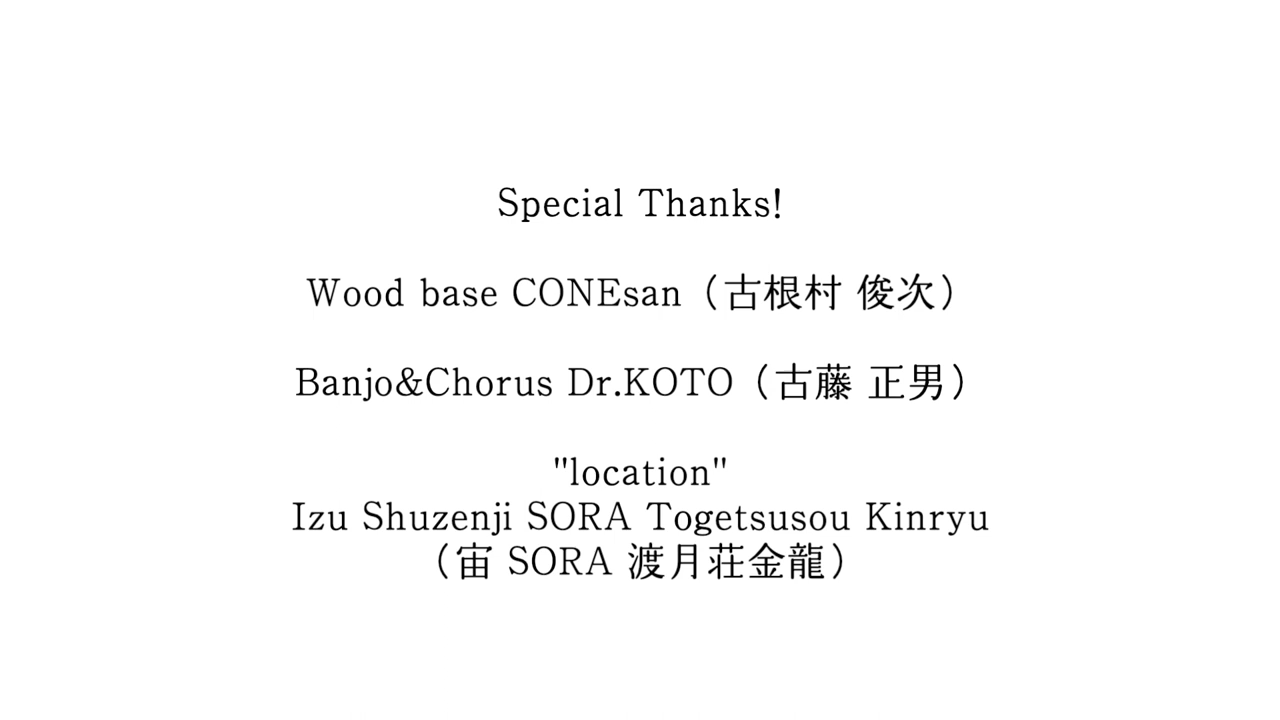 Special Thanks!
Wood base CONEsan（古根村 俊次）
Banjo&Chorus Dr.KOTO（古藤 正男）
"location"
Izu Shuzenji SORA Togetsusou Kinryu
（宙 SORA 渡月荘金龍）